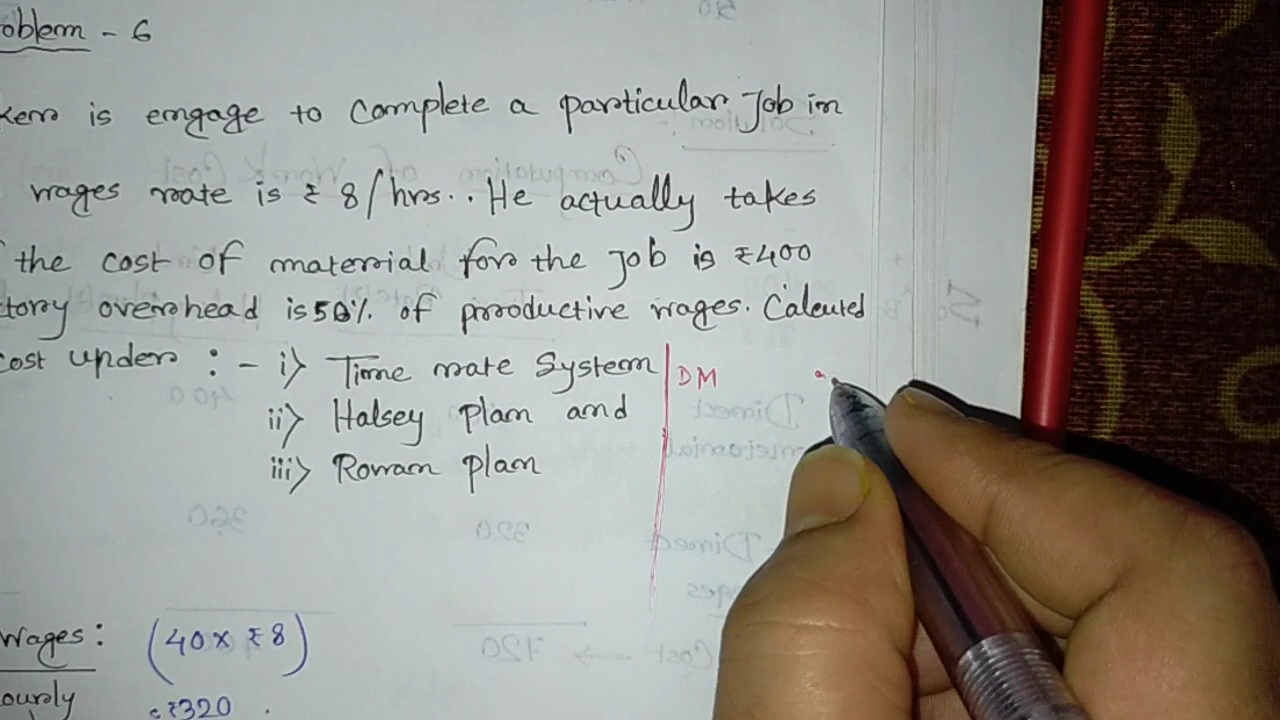 oblem - 6
ker is engage to complete a particular Job in
wages rate is ₹ 8/hrs.. He actually takes
the cost of material for the job is ₹400
tory overhead is 50% of productive wages. Caleuted
cost under : - i) Time rate System
DM
ii) Halsey plan and
iii) Rowan plan
Wages: (40 x ₹ 8)
ourly = ₹320.